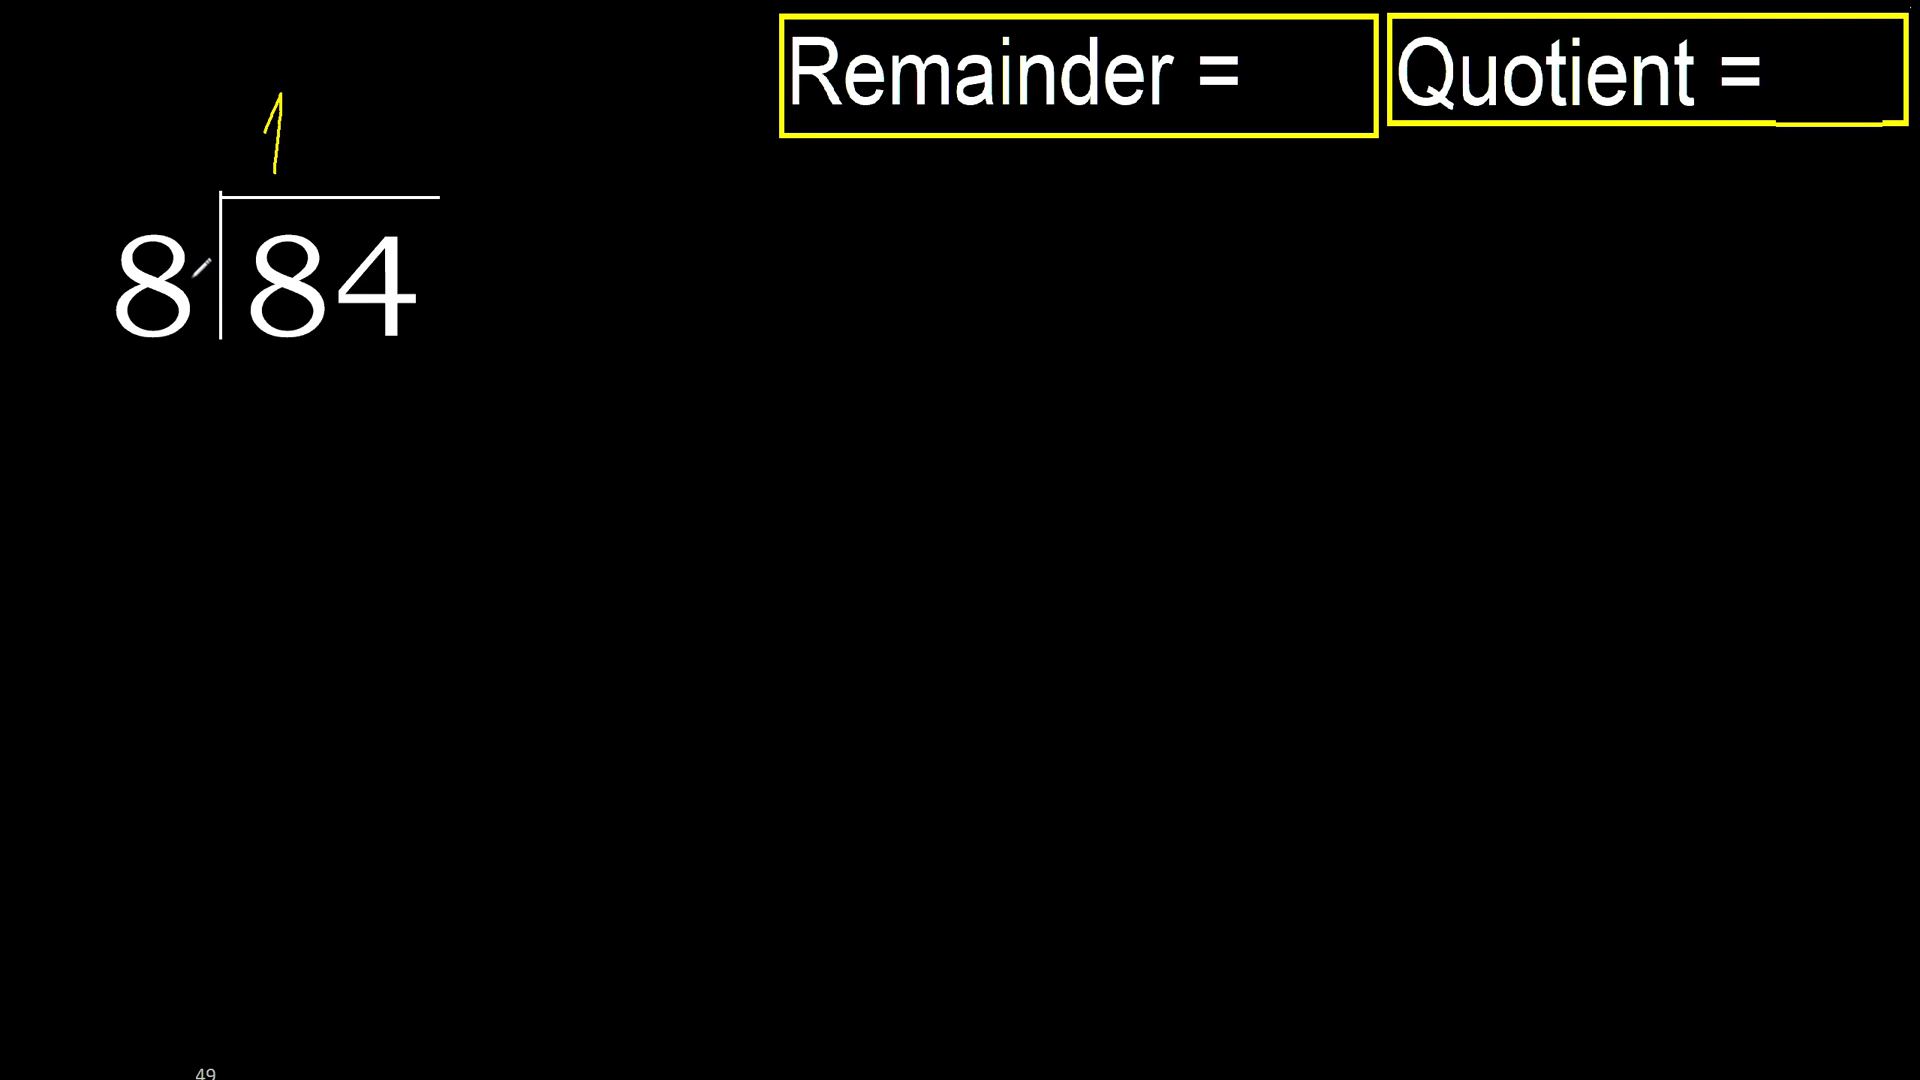 Remainder = Quotient =
1
8 84
49